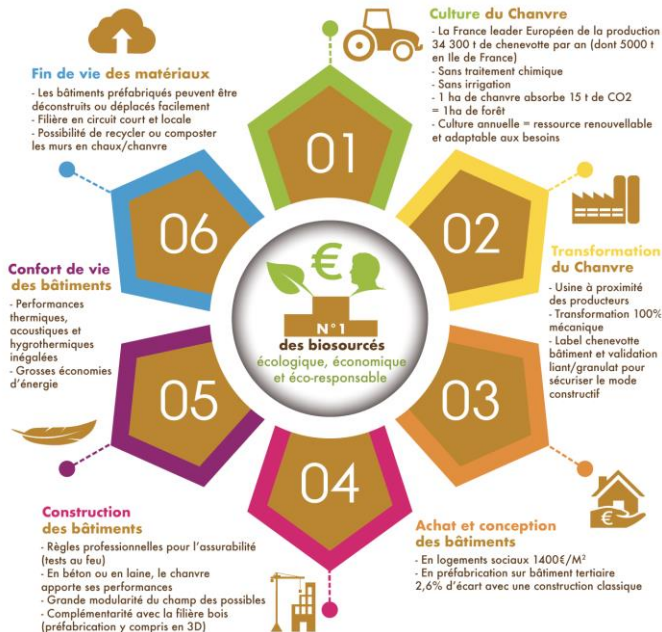 Culture du Chanvre
- La France leader Européen de la production
34 300 t de chenevotte par an (dont 5000 t
en Ile de France)
- Sans traitement chimique
- Sans irrigation
- 1 ha de chanvre absorbe 15 t de CO2
= 1ha de forêt
- Culture annuelle = ressource renouvellable
et adaptable aux besoins
01
02
Transformation
du Chanvre
- Usine à proximité
des producteurs
- Transformation 100%
mécanique
- Label chenevotte
bâtiment et validation
liant/granulat pour
sécuriser le mode
constructif
03
Achat et conception
des bâtiments
- En logements sociaux 1400€/M²
- En préfabrication sur bâtiment tertiaire
2,6% d'écart avec une construction classique
04
Construction
des bâtiments
- Règles professionnelles pour l'assurabilité
(tests au feu)
- En béton ou en laine, le chanvre
apporte ses performances
- Grande modularité du champ des possibles
- Complémentarité avec la filière bois
(préfabrication y compris en 3D)
05
Confort de vie
des bâtiments
- Performances
thermiques,
acoustiques et
hygrothermiques
inégalées
- Grosses économies
d'énergie
06
Fin de vie des matériaux
- Les bâtiments préfabriqués peuvent être
déconstruits ou déplacés facilement
- Filière en circuit court et locale
- Possibilité de recycler ou composter
les murs en chaux/chanvre
€
N°1
des biosourcés
écologique, économique
et éco-responsable
€